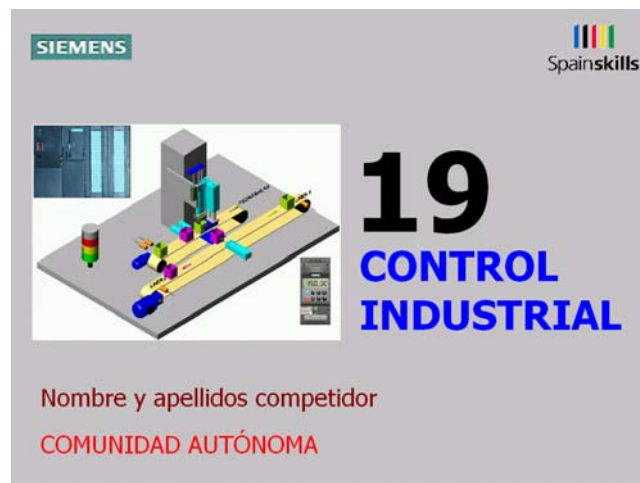 SIEMENS
Spainskills
19
CONTROL
INDUSTRIAL
Nombre y apellidos competidor
COMUNIDAD AUTÓNOMA